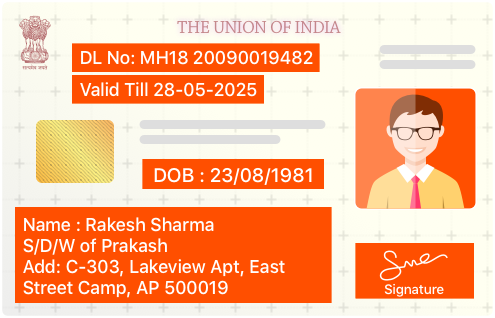 THE UNION OF INDIA
DL No: MH18 20090019482
Valid Till 28-05-2025
DOB : 23/08/1981
Name : Rakesh Sharma
S/D/W of Prakash
Add: C-303, Lakeview Apt, East
Street Camp, AP 500019
Signature